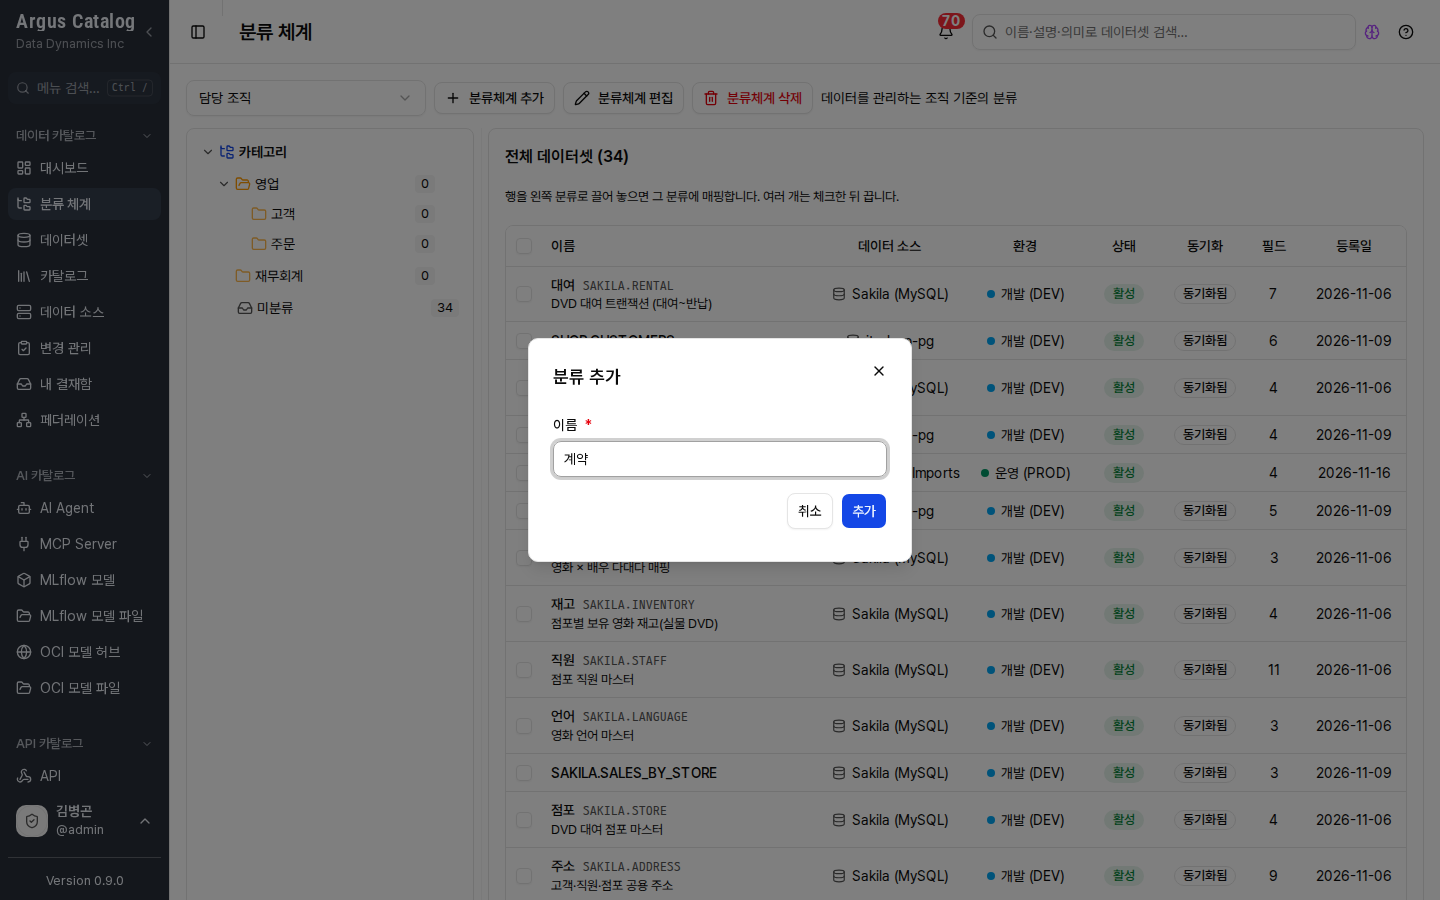 Argus Catalog
Data Dynamics Inc
메뉴 검색... Ctrl /
데이터 카탈로그
대시보드
분류 체계
데이터셋
카탈로그
데이터 소스
변경 관리
내 결재함
페더레이션
AI 카탈로그
AI Agent
MCP Server
MLflow 모델
MLflow 모델 파일
OCI 모델 허브
OCI 모델 파일
API 카탈로그
API
김병곤
@admin
Version 0.9.0
분류 체계
70
이름·설명·의미로 데이터셋 검색...
담당 조직
분류체계 추가
분류체계 편집
분류체계 삭제
데이터를 관리하는 조직 기준의 분류
카테고리
영업 0
고객 0
주문 0
재무회계 0
미분류 34
전체 데이터셋 (34)
행을 왼쪽 분류로 끌어 놓으면 그 분류에 매핑합니다. 여러 개는 체크한 뒤 끕니다.
이름 데이터 소스 환경 상태 동기화 필드 등록일
대여 SAKILA.RENTAL
DVD 대여 트랜잭션 (대여~반납)
Sakila (MySQL) 개발 (DEV) 활성 동기화됨 7 2026-11-06
-pg 개발 (DEV) 활성 동기화됨 6 2026-11-09
개발 (DEV) 활성 동기화됨 4 2026-11-06
-pg 개발 (DEV) 활성 동기화됨 4 2026-11-09
Imports 운영 (PROD) 활성 4 2026-11-16
-pg 개발 (DEV) 활성 동기화됨 5 2026-11-09
영화 × 배우 다대다 매핑
Sakila (MySQL) 개발 (DEV) 활성 동기화됨 3 2026-11-06
재고 SAKILA.INVENTORY
점포별 보유 영화 재고(실물 DVD)
Sakila (MySQL) 개발 (DEV) 활성 동기화됨 4 2026-11-06
직원 SAKILA.STAFF
점포 직원 마스터
Sakila (MySQL) 개발 (DEV) 활성 동기화됨 11 2026-11-06
언어 SAKILA.LANGUAGE
영화 언어 마스터
Sakila (MySQL) 개발 (DEV) 활성 동기화됨 3 2026-11-06
SAKILA.SALES_BY_STORE Sakila (MySQL) 개발 (DEV) 활성 동기화됨 3 2026-11-09
점포 SAKILA.STORE
DVD 대여 점포 마스터
Sakila (MySQL) 개발 (DEV) 활성 동기화됨 4 2026-11-06
주소 SAKILA.ADDRESS
고객·직원·점포 공용 주소
Sakila (MySQL) 개발 (DEV) 활성 동기화됨 9 2026-11-06
분류 추가
이름 *
계약
취소 추가